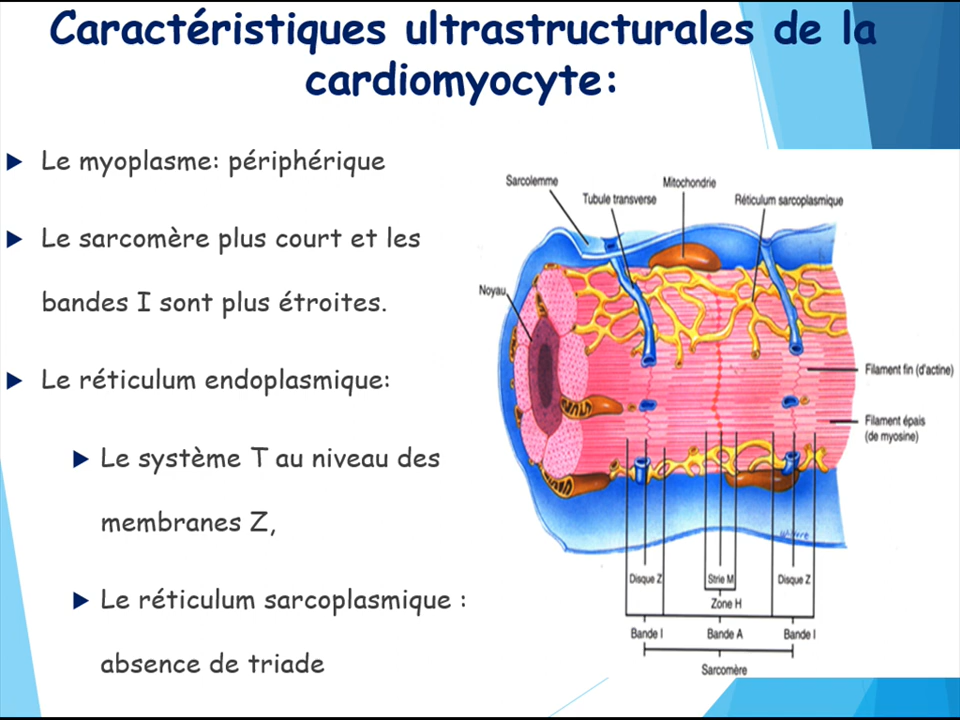 Caractéristiques ultrastructurales de la
cardiomyocyte:
Le myoplasme: périphérique
Le sarcomère plus court et les
bandes I sont plus étroites.
Le réticulum endoplasmique:
Le système T au niveau des
membranes Z,
Le réticulum sarcoplasmique :
absence de triade
Sarcolemme
Tubule transverse
Mitochondrie
Réticulum sarcoplasmique
Noyau
Filament fin (d'actine)
Filament épais
(de myosine)
Disque Z
Strie M
Disque Z
Zone H
Bande I
Bande A
Bande I
Sarcomère